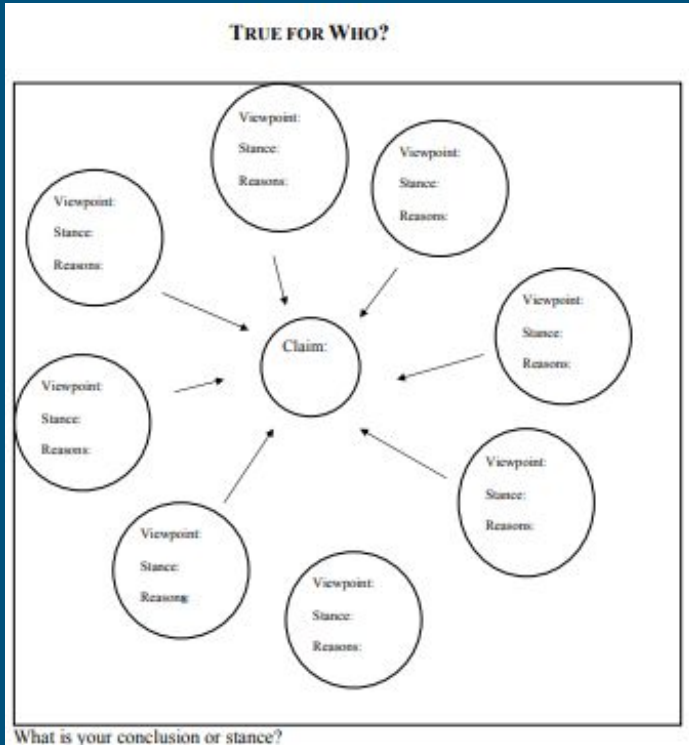 TRUE FOR WHO?
Viewpoint:
Stance:
Reasons:
Viewpoint:
Stance:
Reasons:
Viewpoint:
Stance:
Reasons:
Viewpoint:
Stance:
Reasons:
Claim:
Viewpoint:
Stance:
Reasons:
Viewpoint:
Stance:
Reasons:
Viewpoint:
Stance:
Reasons:
Viewpoint:
Stance:
Reasons:
What is your conclusion or stance?